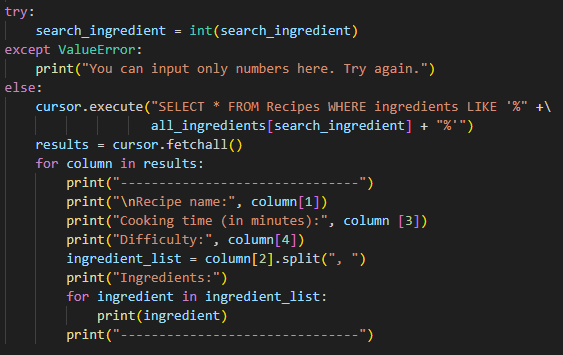 try:
    search_ingredient = int(search_ingredient)
except ValueError:
    print("You can input only numbers here. Try again.")
else:
    cursor.execute("SELECT * FROM Recipes WHERE ingredients LIKE '%" +\
                   all_ingredients[search_ingredient] + "%'")
    results = cursor.fetchall()
    for column in results:
        print("-------------------------------")
        print("\nRecipe name:", column[1])
        print("Cooking time (in minutes):", column [3])
        print("Difficulty:", column[4])
        ingredient_list = column[2].split(", ")
        print("Ingredients:")
        for ingredient in ingredient_list:
            print(ingredient)
        print("-------------------------------")